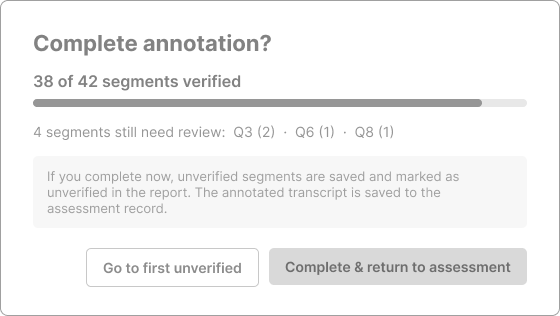 Complete annotation?
38 of 42 segments verified
4 segments still need review: Q3 (2) · Q6 (1) · Q8 (1)
If you complete now, unverified segments are saved and marked as
unverified in the report. The annotated transcript is saved to the
assessment record.
Go to first unverified
Complete & return to assessment